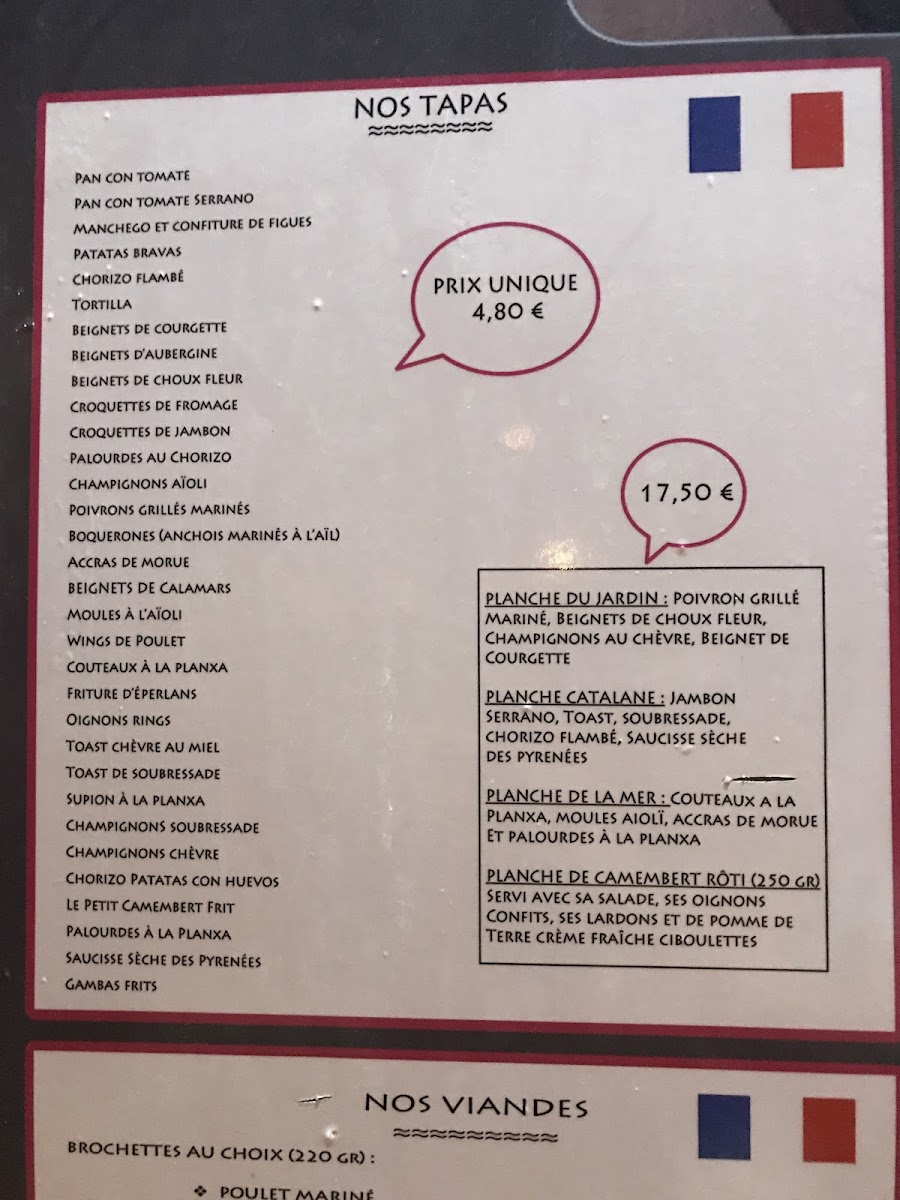 NOS TAPAS
PAN CON TOMATE
PAN CON TOMATE SERRANO
MANCHEGO ET CONFITURE DE FIGUES
PATATAS BRAVAS
CHORIZO FLAMBÉ
TORTILLA
BEIGNETS DE COURGETTE
BEIGNETS D'AUBERGINE
BEIGNETS DE CHOUX FLEUR
CROQUETTES DE FROMAGE
CROQUETTES DE JAMBON
PALOURDES AU CHORIZO
CHAMPIGNONS AÏOLI
POIVRONS GRILLÉS MARINÉS
BOQUERONES (ANCHOIS MARINÉS À L'AÏL)
ACCRAS DE MORUE
BEIGNETS DE CALAMARS
MOULES À L'AÏOLI
WINGS DE POULET
COUTEAUX À LA PLANXA
FRITURE D'ÉPERLANS
OIGNONS RINGS
TOAST CHÈVRE AU MIEL
TOAST DE SOUBRESSADE
SUPION À LA PLANXA
CHAMPIGNONS SOUBRESSADE
CHAMPIGNONS CHÈVRE
CHORIZO PATATAS CON HUEVOS
LE PETIT CAMEMBERT FRIT
PALOURDES À LA PLANXA
SAUCISSE SÈCHE DES PYRENÉES
GAMBAS FRITS
PRIX UNIQUE
4,80 €
17,50 €
PLANCHE DU JARDIN : POIVRON GRILLÉ
MARINÉ, BEIGNETS DE CHOUX FLEUR,
CHAMPIGNONS AU CHÈVRE, BEIGNET DE
COURGETTE
PLANCHE CATALANE : JAMBON
SERRANO, TOAST, SOUBRESSADE,
CHORIZO FLAMBÉ, SAUCISSE SÈCHE
DES PYRENÉES
PLANCHE DE LA MER : COUTEAUX A LA
PLANXA, MOULES AIOLÏ, ACCRAS DE MORUE
ET PALOURDES À LA PLANXA
PLANCHE DE CAMEMBERT RÔTI (250 GR)
SERVI AVEC SA SALADE, SES OIGNONS
CONFITS, SES LARDONS ET DE POMME DE
TERRE CRÈME FRAÎCHE CIBOULETTES
NOS VIANDES
BROCHETTES AU CHOIX (220 GR) :
❖ POULET MARINÉ